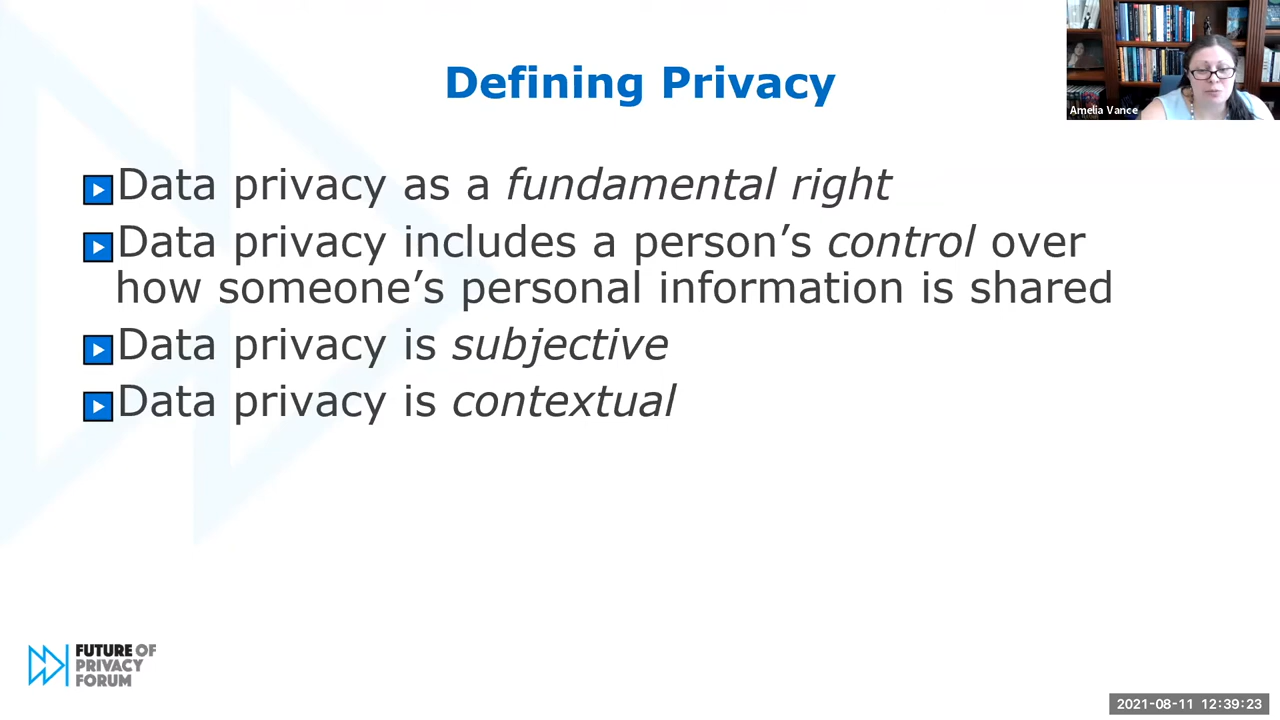 Defining Privacy
Amelia Vance
Data privacy as a fundamental right
Data privacy includes a person’s control over
how someone’s personal information is shared
Data privacy is subjective
Data privacy is contextual
FUTURE OF
PRIVACY
FORUM
2021-08-11 12:39:23